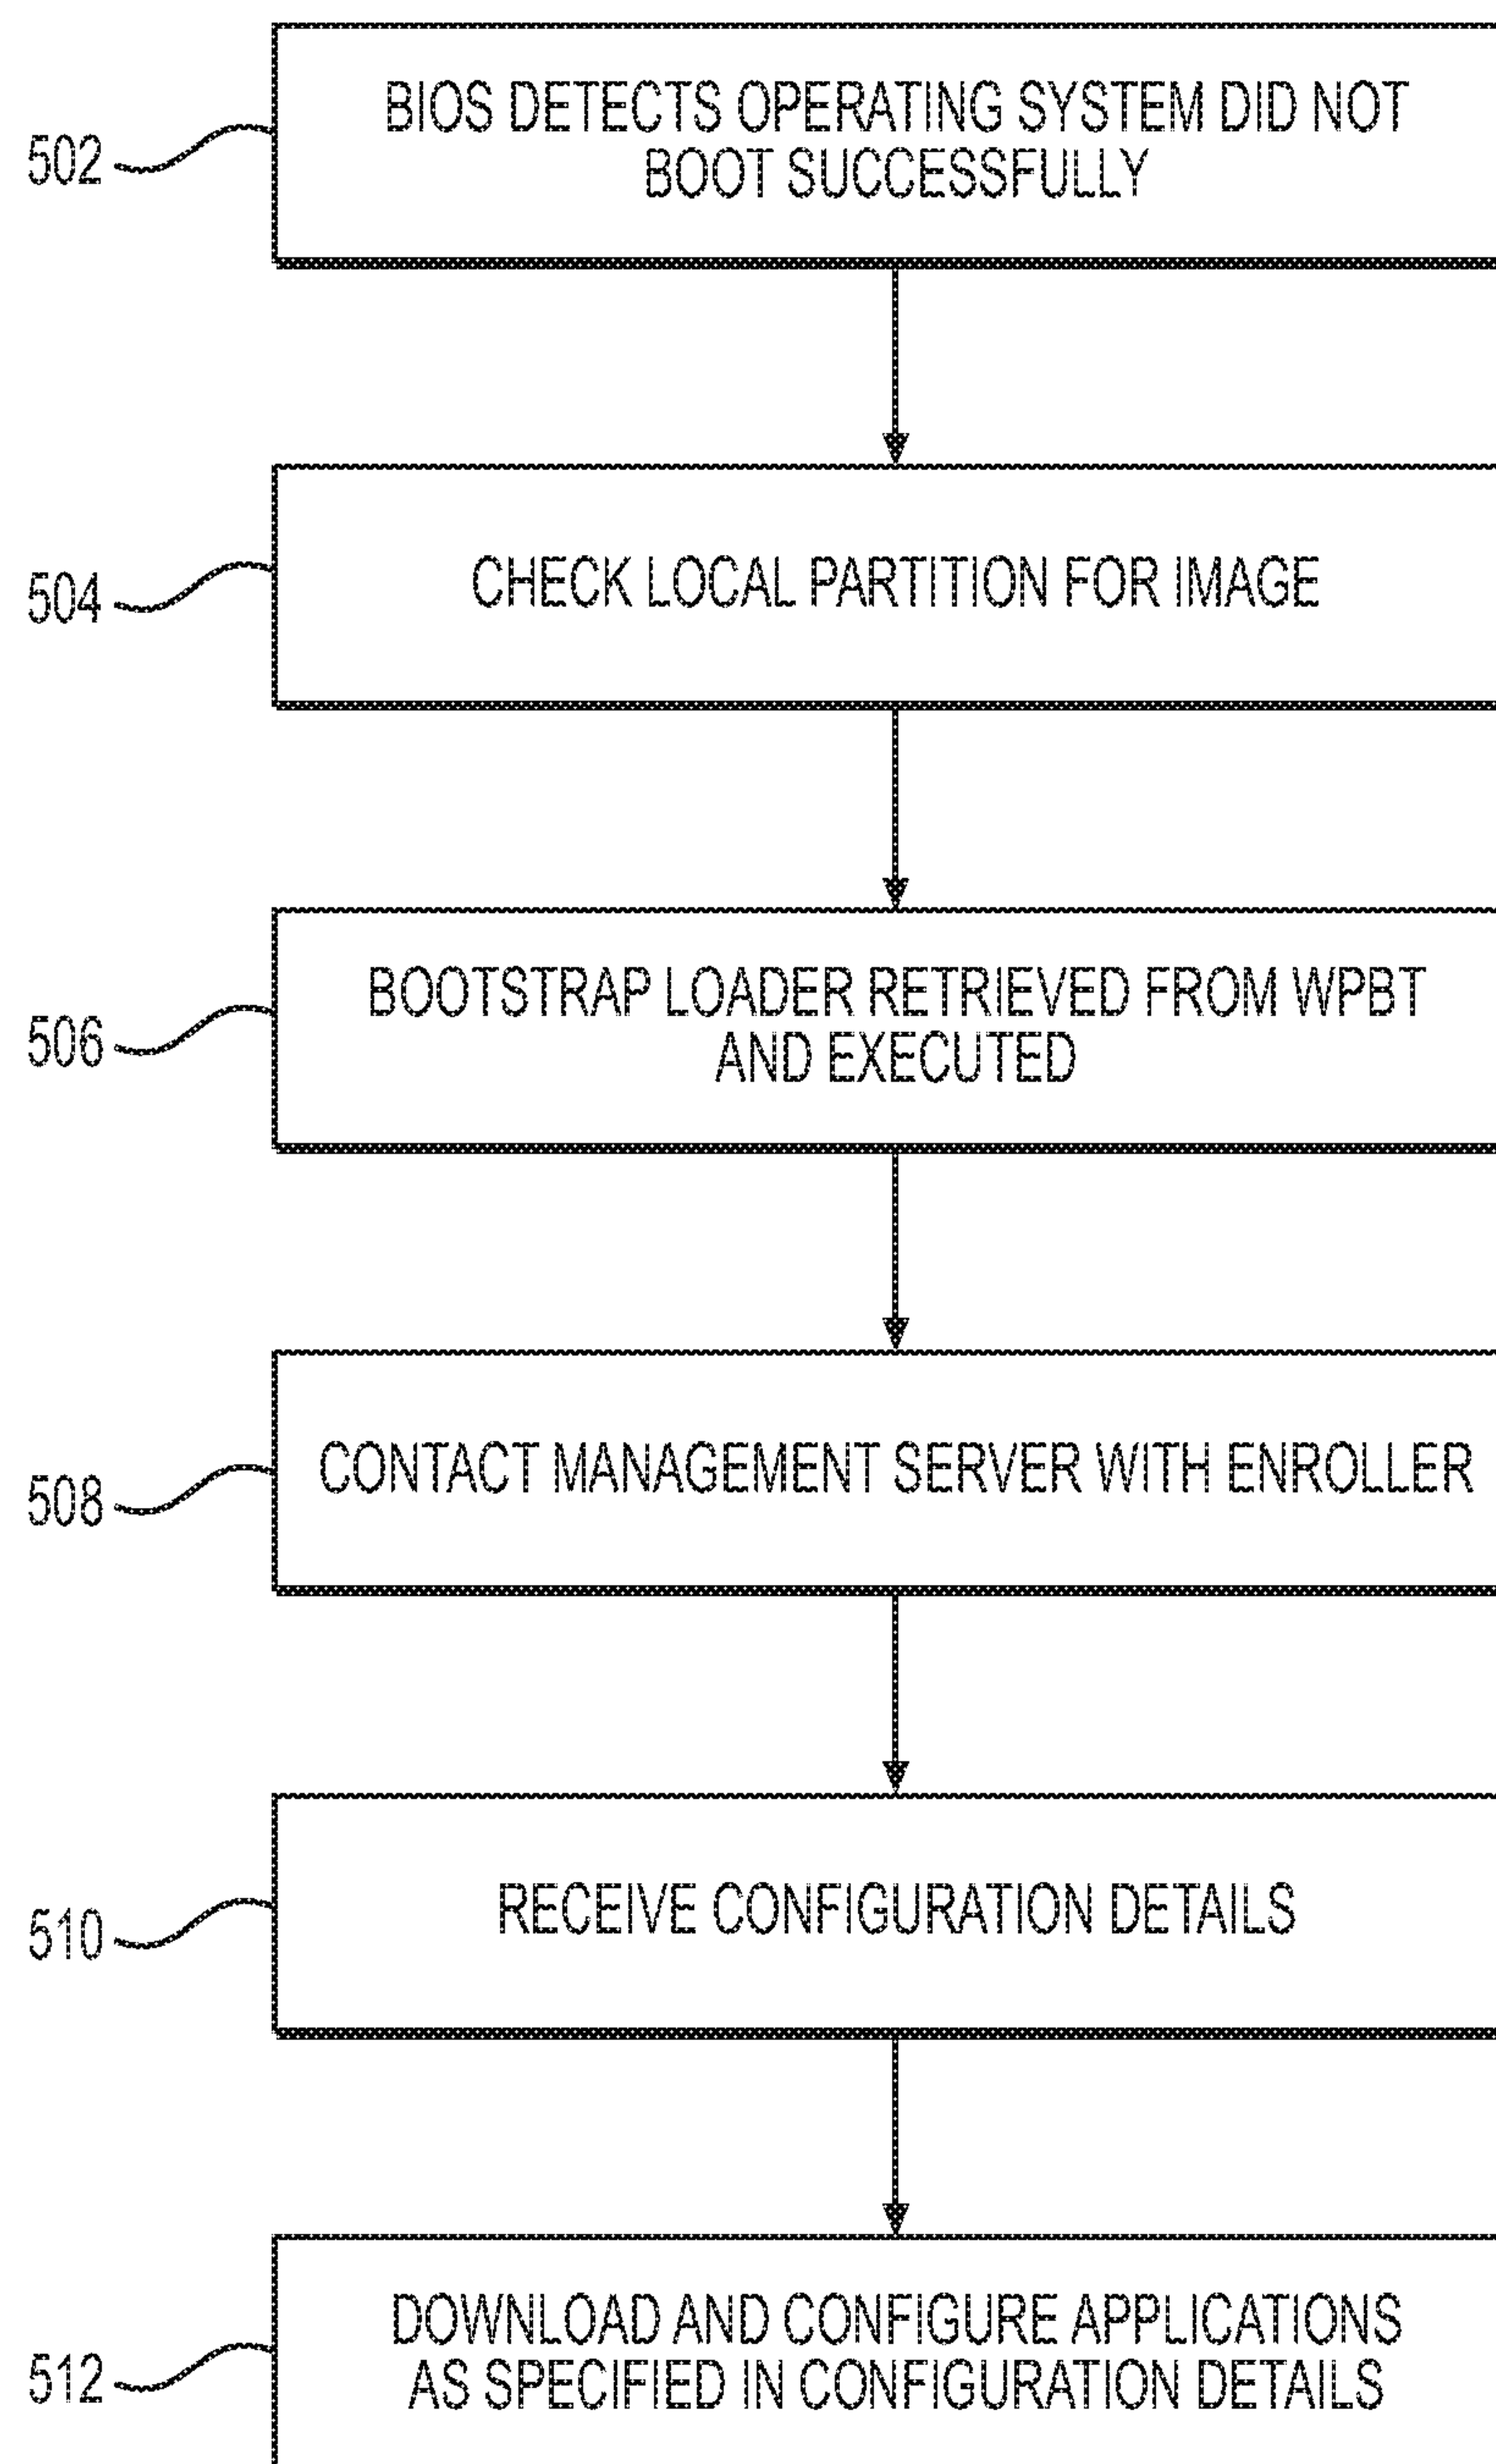 502
BIOS DETECTS OPERATING SYSTEM DID NOT
BOOT SUCCESSFULLY
504
CHECK LOCAL PARTITION FOR IMAGE
506
BOOTSTRAP LOADER RETRIEVED FROM WPBT
AND EXECUTED
508
CONTACT MANAGEMENT SERVER WITH ENROLLER
510
RECEIVE CONFIGURATION DETAILS
512
DOWNLOAD AND CONFIGURE APPLICATIONS
AS SPECIFIED IN CONFIGURATION DETAILS